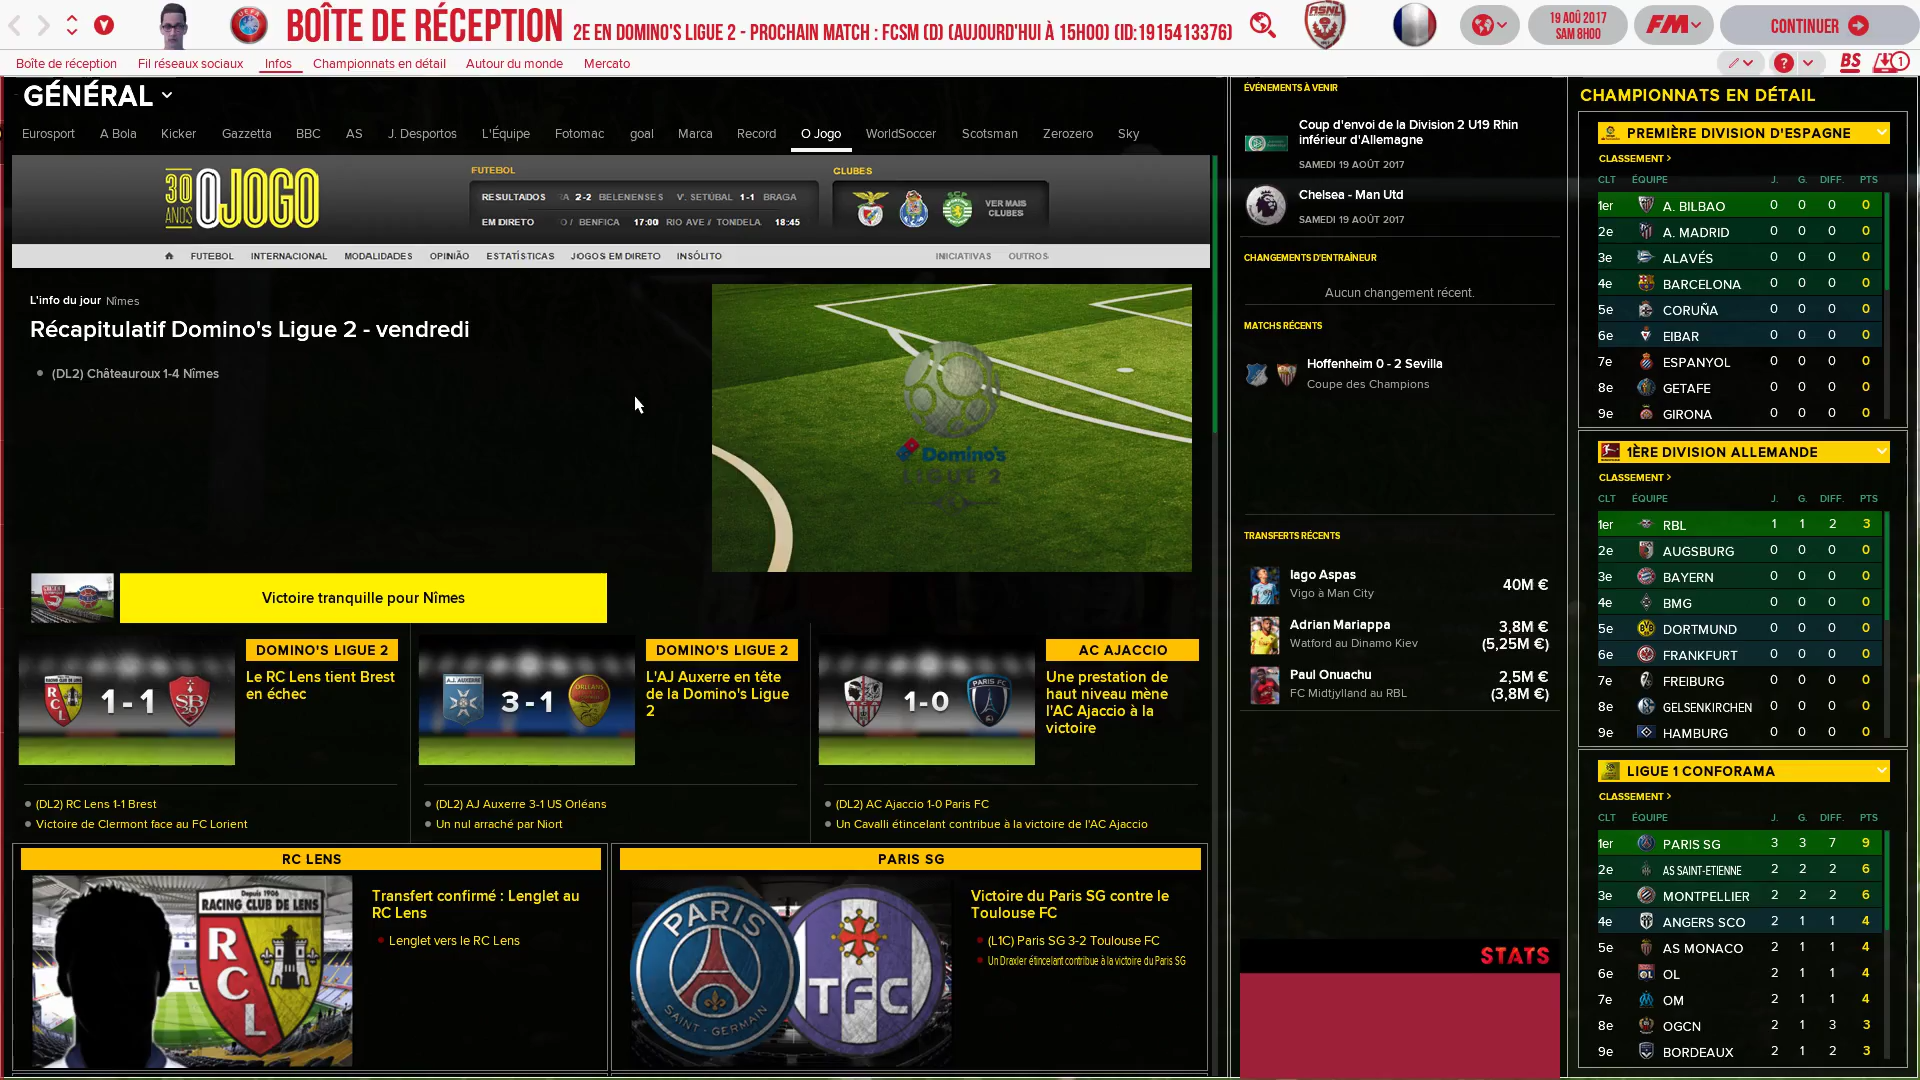 BOÎTE DE RÉCEPTION
2E EN DOMINO'S LIGUE 2 - PROCHAIN MATCH : FCSM (D) (AUJOURD'HUI À 15H00) (ID:1915413376)
19 AOÛ 2017
SAM 8H00
FM
CONTINUER
Boîte de réception
Fil réseaux sociaux
Infos
Championnats en détail
Autour du monde
Mercato
BS
1
GÉNÉRAL
Eurosport
A Bola
Kicker
Gazzetta
BBC
AS
J. Desportos
L'Équipe
Fotomac
goal
Marca
Record
O Jogo
WorldSoccer
Scotsman
Zerozero
Sky
30 ANOS
OJOGO
FUTEBOL
RESULTADOS
2-2 BELENENSES V. SETÚBAL 1-1 BRAGA
EM DIRETO
BENFICA 17:00 RIO AVE / TONDELA 18:45
CLUBES
VER MAIS
CLUBES
FUTEBOL
INTERNACIONAL
MODALIDADES
OPINIÃO
ESTATÍSTICAS
JOGOS EM DIRETO
INSÓLITO
INICIATIVAS
OUTROS
L'info du jour Nîmes
Récapitulatif Domino's Ligue 2 - vendredi
(DL2) Châteauroux 1-4 Nîmes
Domino's
LIGUE 2
Victoire tranquille pour Nîmes
1 - 1
DOMINO'S LIGUE 2
Le RC Lens tient Brest
en échec
(DL2) RC Lens 1-1 Brest
Victoire de Clermont face au FC Lorient
3 - 1
DOMINO'S LIGUE 2
L'AJ Auxerre en tête
de la Domino's Ligue
2
(DL2) AJ Auxerre 3-1 US Orléans
Un nul arraché par Niort
1-0
AC AJACCIO
Une prestation de
haut niveau mène
l'AC Ajaccio à la
victoire
(DL2) AC Ajaccio 1-0 Paris FC
Un Cavalli étincelant contribue à la victoire de l'AC Ajaccio
RC LENS
Depuis 1906
RACING CLUB DE LENS
RCL
Transfert confirmé : Lenglet au
RC Lens
Lenglet vers le RC Lens
PARIS SG
PARIS
SAINT-GERMAIN
TFC
Victoire du Paris SG contre le
Toulouse FC
(L1C) Paris SG 3-2 Toulouse FC
Un Draxler étincelant contribue à la victoire du Paris SG
ÉVÉNEMENTS À VENIR
Coup d'envoi de la Division 2 U19 Rhin
inférieur d'Allemagne
SAMEDI 19 AOÛT 2017
Chelsea - Man Utd
SAMEDI 19 AOÛT 2017
CHANGEMENTS D'ENTRAÎNEUR
Aucun changement récent.
MATCHS RÉCENTS
Hoffenheim 0 - 2 Sevilla
Coupe des Champions
TRANSFERTS RÉCENTS
Iago Aspas
Vigo à Man City
40M €
Adrian Mariappa
Watford au Dinamo Kiev
3,8M €
(5,25M €)
Paul Onuachu
FC Midtjylland au RBL
2,5M €
(3,8M €)
STATS
CHAMPIONNATS EN DÉTAIL
PREMIÈRE DIVISION D'ESPAGNE
CLASSEMENT >
CLT ÉQUIPE J. G. DIFF. PTS
1er A. BILBAO 0 0 0 0
2e A. MADRID 0 0 0 0
3e ALAVÉS 0 0 0 0
4e BARCELONA 0 0 0 0
5e CORUÑA 0 0 0 0
6e EIBAR 0 0 0 0
7e ESPANYOL 0 0 0 0
8e GETAFE 0 0 0 0
9e GIRONA 0 0 0 0
1ÈRE DIVISION ALLEMANDE
CLASSEMENT >
CLT ÉQUIPE J. G. DIFF. PTS
1er RBL 1 1 2 3
2e AUGSBURG 0 0 0 0
3e BAYERN 0 0 0 0
4e BMG 0 0 0 0
5e DORTMUND 0 0 0 0
6e FRANKFURT 0 0 0 0
7e FREIBURG 0 0 0 0
8e GELSENKIRCHEN 0 0 0 0
9e HAMBURG 0 0 0 0
LIGUE 1 CONFORAMA
CLASSEMENT >
CLT ÉQUIPE J. G. DIFF. PTS
1er PARIS SG 3 3 7 9
2e AS SAINT-ETIENNE 2 2 2 6
3e MONTPELLIER 2 2 2 6
4e ANGERS SCO 2 1 1 4
5e AS MONACO 2 1 1 4
6e OL 2 1 1 4
7e OM 2 1 1 4
8e OGCN 2 1 3 3
9e BORDEAUX 2 1 2 3